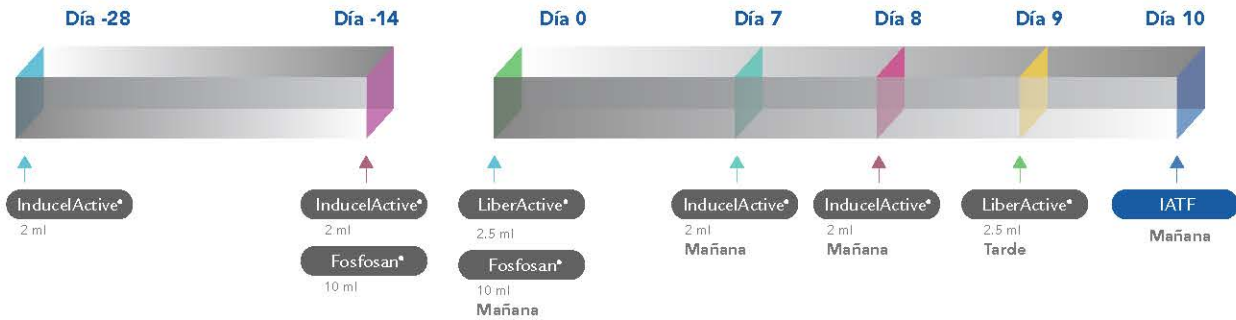 Día -28
Día -14
Día 0
Día 7
Día 8
Día 9
Día 10
InducelActive®
2 ml
InducelActive®
2 ml
Fosfosan®
10 ml
LiberActive®
2.5 ml
Fosfosan®
10 ml
Mañana
InducelActive®
2 ml
Mañana
InducelActive®
2 ml
Mañana
LiberActive®
2.5 ml
Tarde
IATF
Mañana